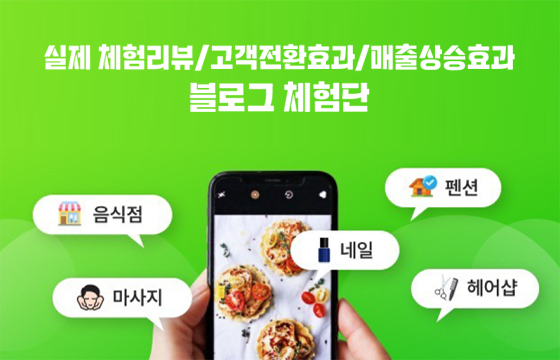 실제 체험리뷰/고객전환효과/매출상승효과
블로그 체험단
펜션
음식점
네일
마사지
헤어샵